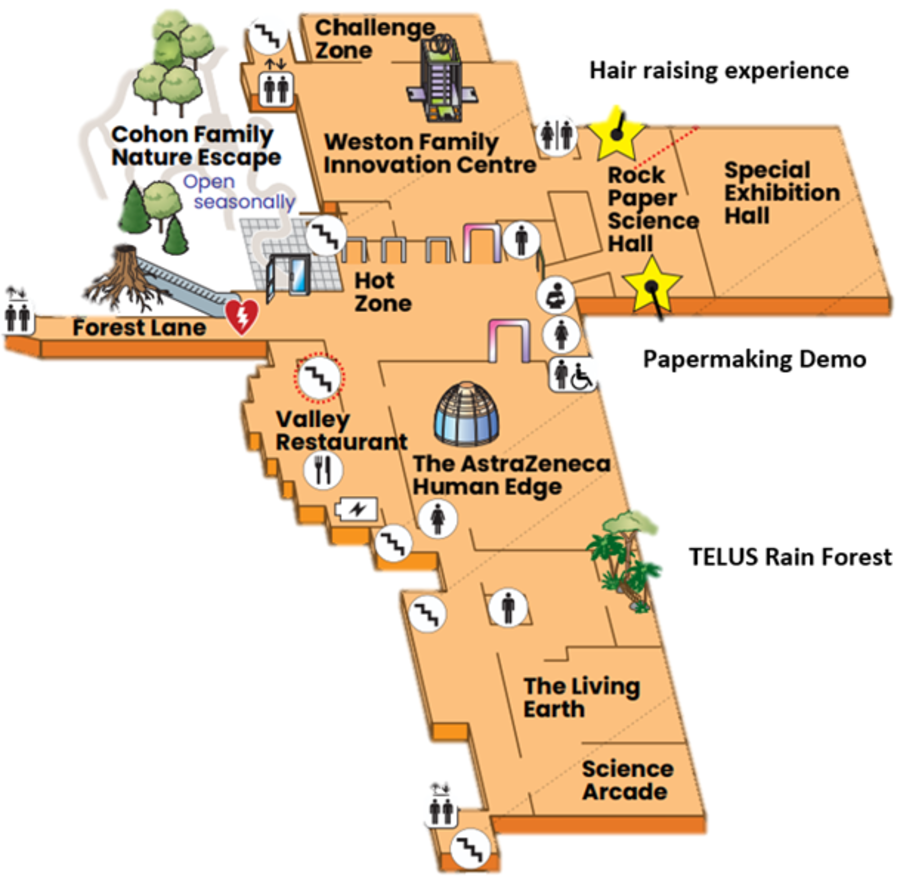 Challenge
Zone
Hair raising experience
Cohon Family
Nature Escape
Open
seasonally
Weston Family
Innovation Centre
Rock
Paper
Science
Hall
Special
Exhibition
Hall
Hot
Zone
Forest Lane
Papermaking Demo
Valley
Restaurant
The AstraZeneca
Human Edge
TELUS Rain Forest
The Living
Earth
Science
Arcade